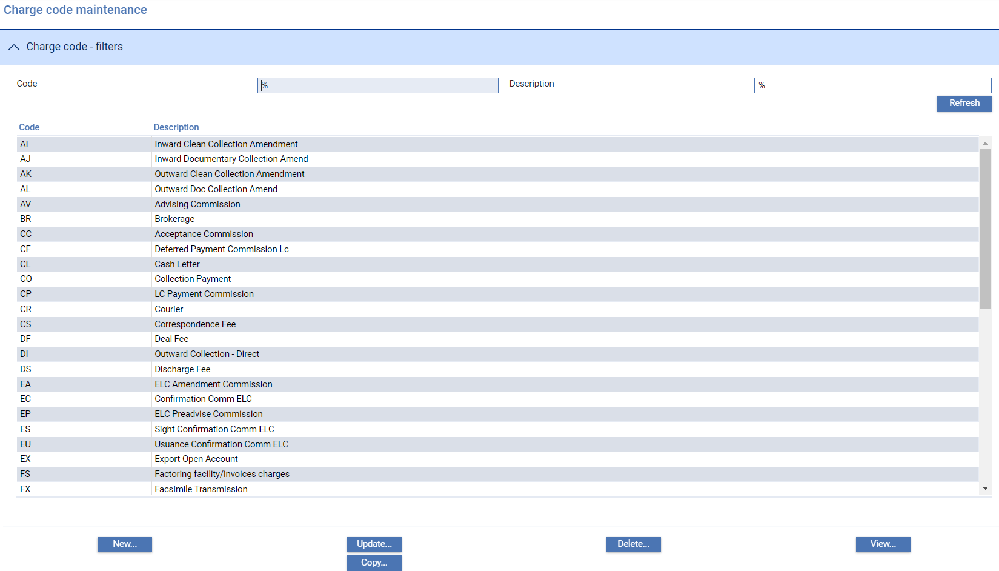 Charge code maintenance
Charge code - filters
Code % Description %
Refresh
Code Description
AI Inward Clean Collection Amendment
AJ Inward Documentary Collection Amend
AK Outward Clean Collection Amendment
AL Outward Doc Collection Amend
AV Advising Commission
BR Brokerage
CC Acceptance Commission
CF Deferred Payment Commission Lc
CL Cash Letter
CO Collection Payment
CP LC Payment Commission
CR Courier
CS Correspondence Fee
DF Deal Fee
DI Outward Collection - Direct
DS Discharge Fee
EA ELC Amendment Commission
EC Confirmation Comm ELC
EP ELC Preadvise Commission
ES Sight Confirmation Comm ELC
EU Usuance Confirmation Comm ELC
EX Export Open Account
FS Factoring facility/invoices charges
FX Facsimile Transmission
New... Update... Delete... View...
Copy...